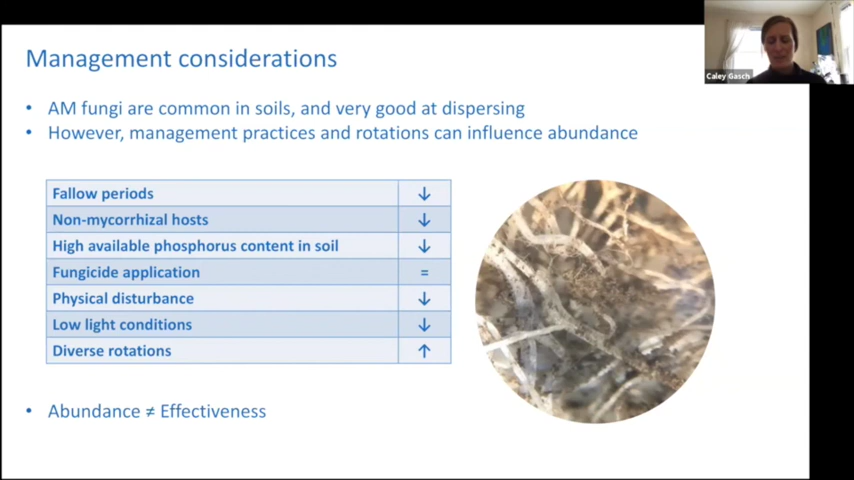 Management considerations
Caley Gasch
• AM fungi are common in soils, and very good at dispersing
• However, management practices and rotations can influence abundance
Fallow periods ↓
Non-mycorrhizal hosts ↓
High available phosphorus content in soil ↓
Fungicide application =
Physical disturbance ↓
Low light conditions ↓
Diverse rotations ↑
• Abundance ≠ Effectiveness